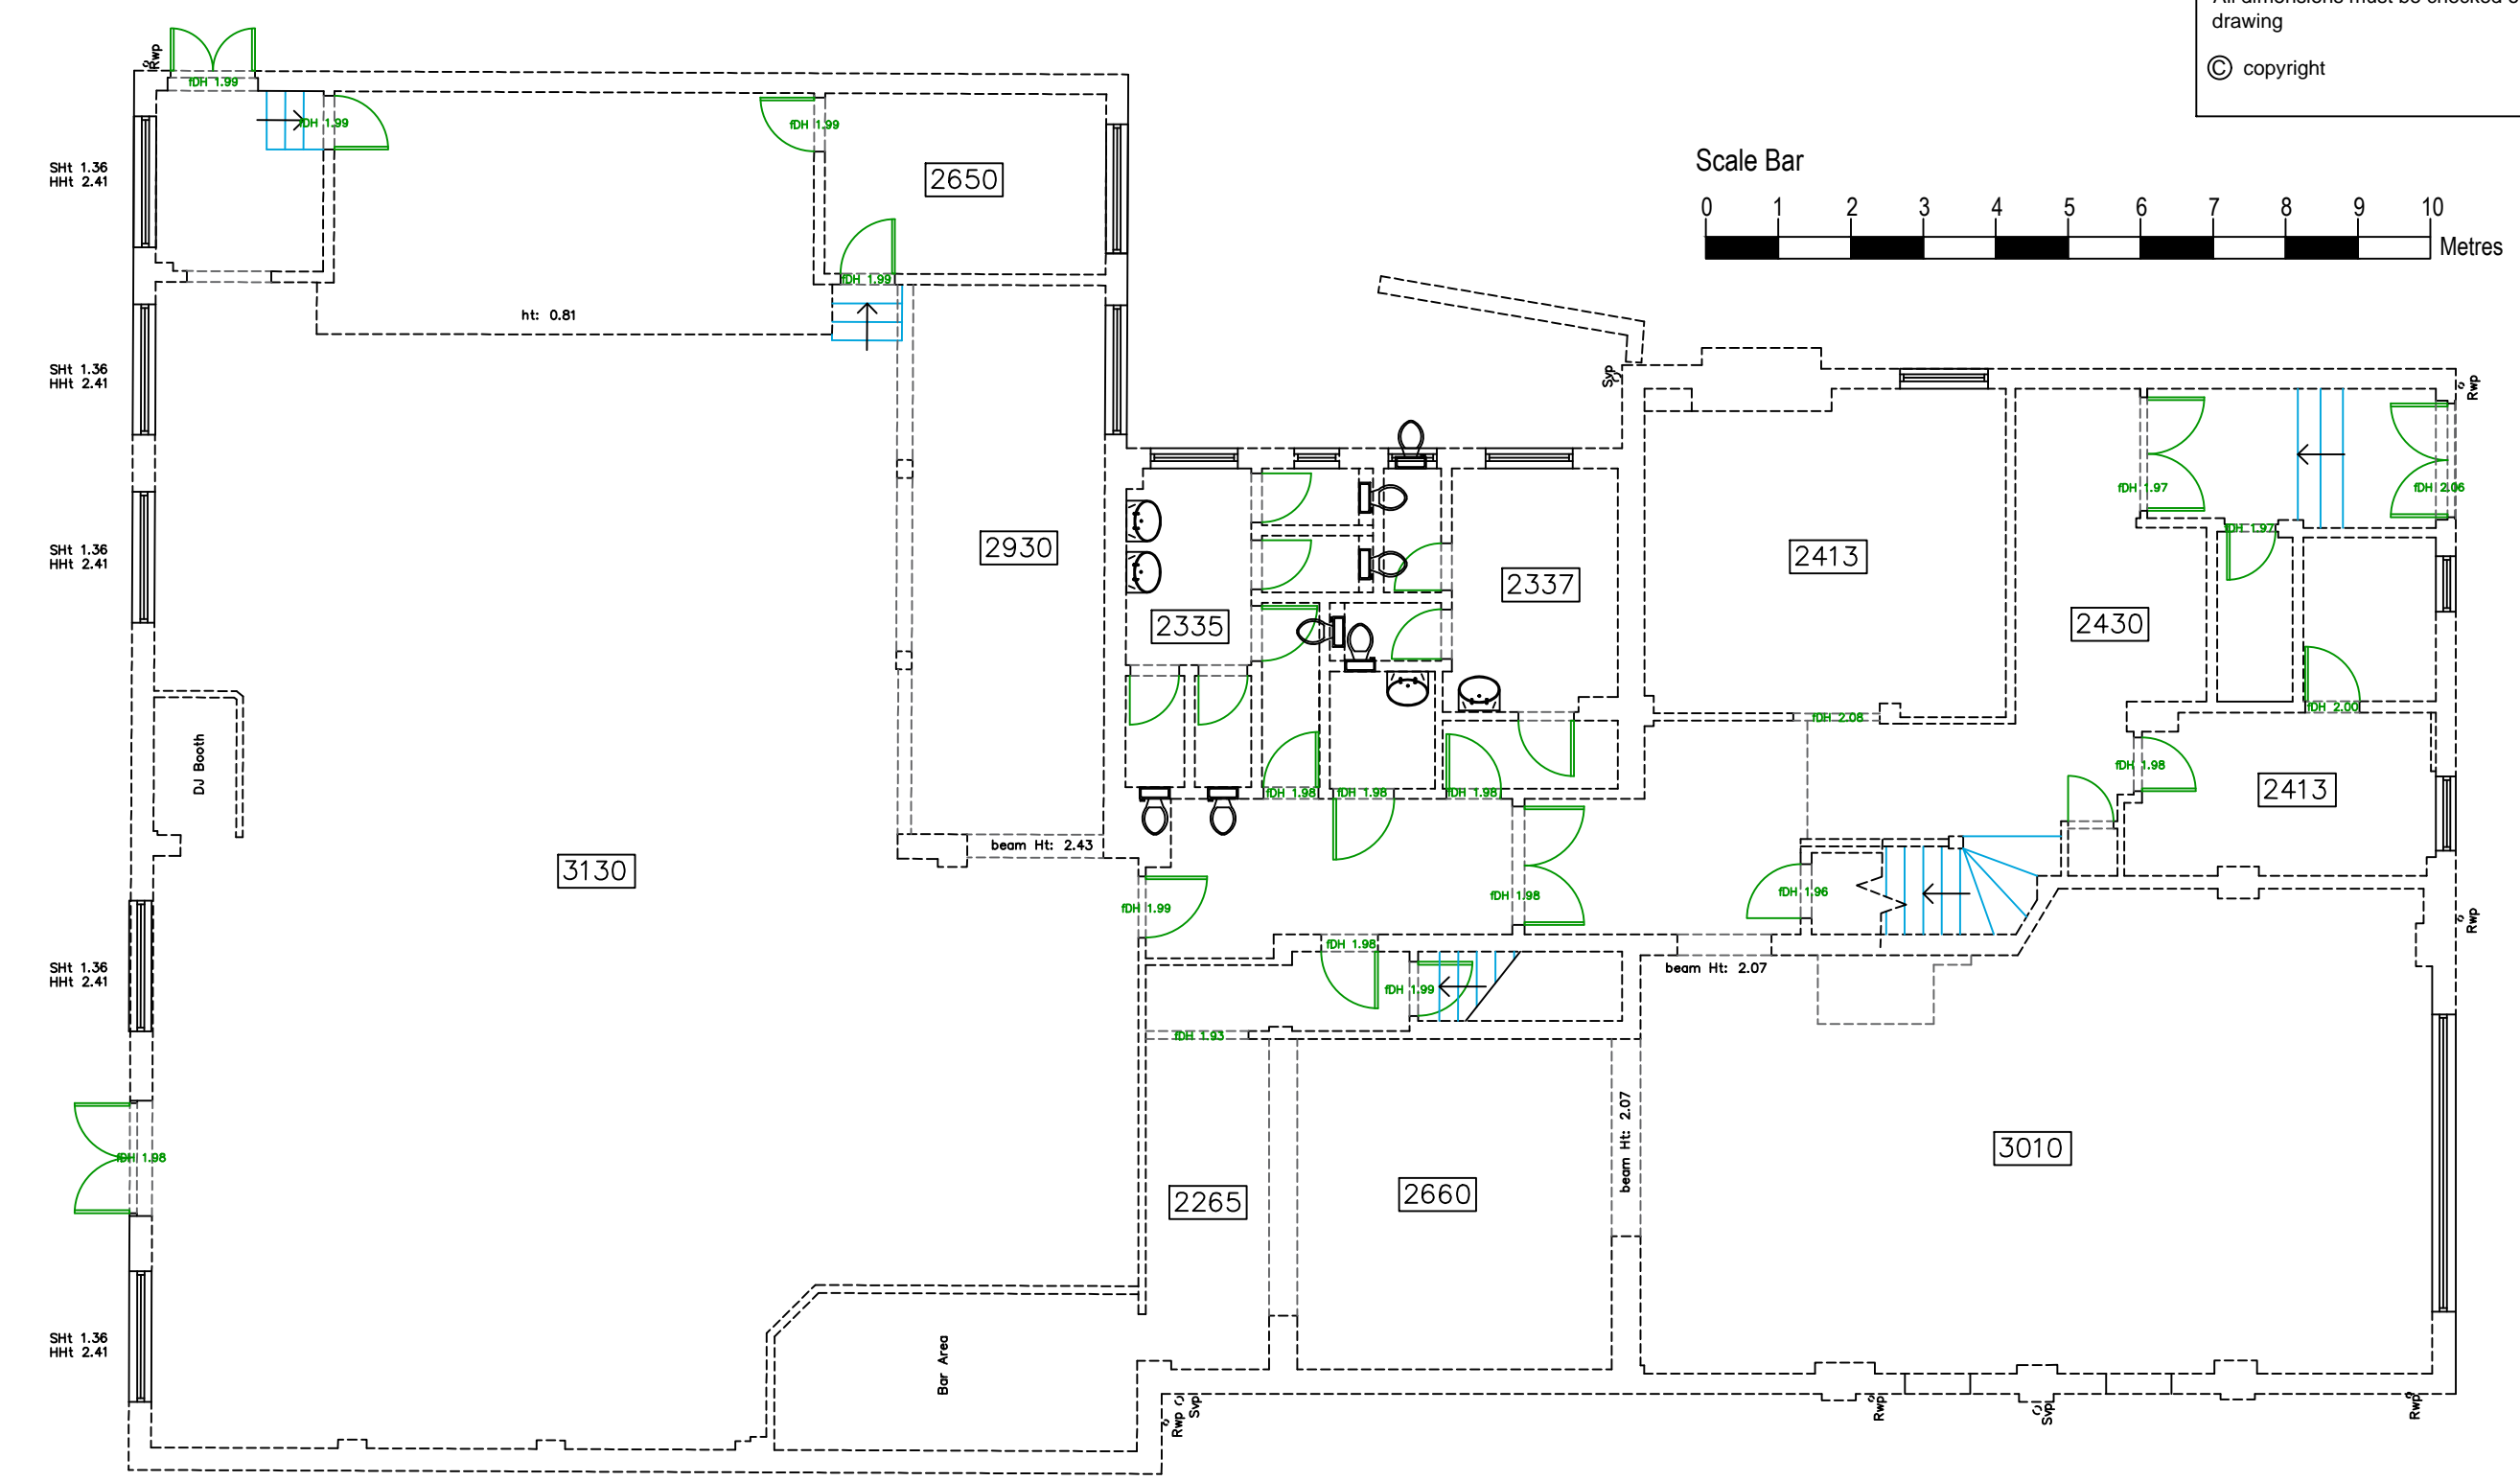 All dimensions must be checked o
drawing
© copyright
Scale Bar
0 1 2 3 4 5 6 7 8 9 10
Metres
Rwp
fDH 1.99
fDH 1.99
fDH 1.99
SHt 1.36
HHt 2.41
2650
fDH 1.99
ht: 0.81
SHt 1.36
HHt 2.41
Svp
Rwp
fDH 1.97
fDH 2.06
fDH 1.97
SHt 1.36
HHt 2.41
2930
2413
2337
2335
2430
fDH 2.00
fDH 2.08
DJ Booth
fDH 1.98
fDH 1.98
fDH 1.98
fDH 1.98
2413
beam Ht: 2.43
3130
fDH 1.96
fDH 1.98
fDH 1.99
Rwp
fDH 1.98
beam Ht: 2.07
SHt 1.36
HHt 2.41
fDH 1.99
fDH 1.93
beam Ht: 2.07
3010
fDH 1.98
2660
2265
SHt 1.36
HHt 2.41
Bar Area
Rwp
Svp
Rwp
Svp
Rwp